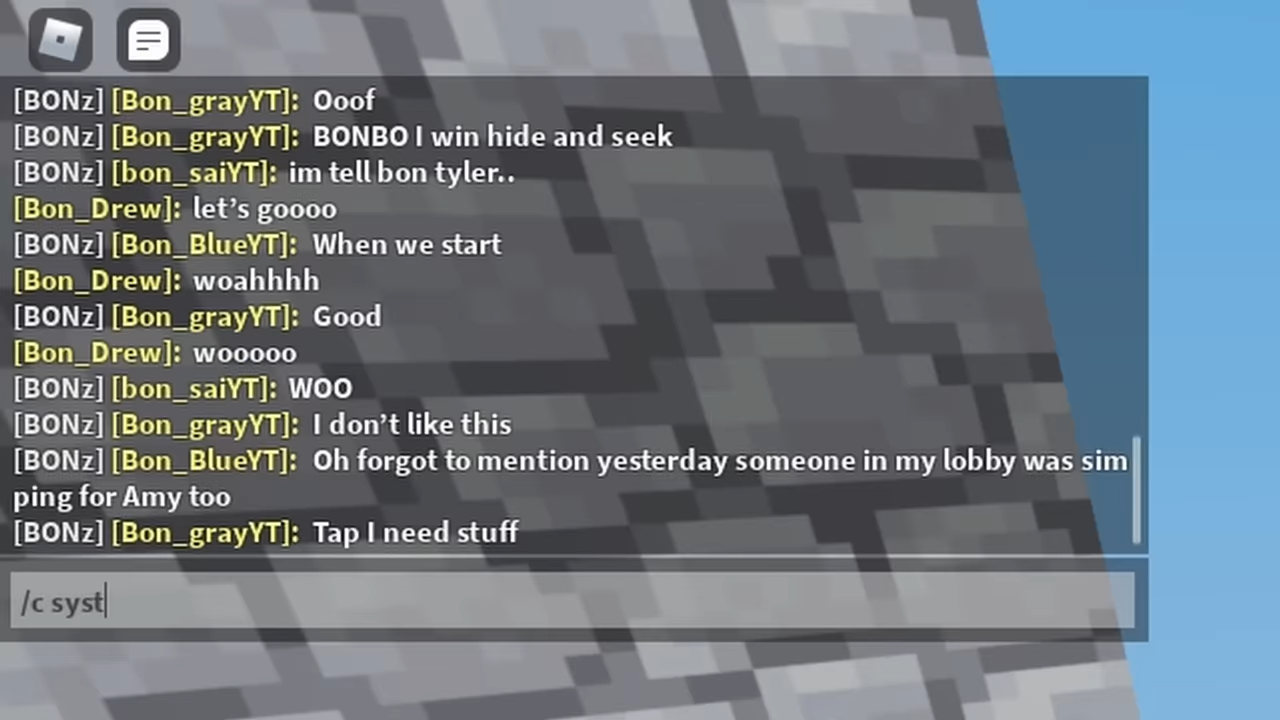 [BONz] [Bon_grayYT]: Ooof
[BONz] [Bon_grayYT]: BONBO I win hide and seek
[BONz] [bon_saiYT]: im tell bon tyler..
[Bon_Drew]: let’s goooo
[BONz] [Bon_BlueYT]: When we start
[Bon_Drew]: woahhhh
[BONz] [Bon_grayYT]: Good
[Bon_Drew]: wooooo
[BONz] [bon_saiYT]: WOO
[BONz] [Bon_grayYT]: I don’t like this
[BONz] [Bon_BlueYT]: Oh forgot to mention yesterday someone in my lobby was sim
ping for Amy too
[BONz] [Bon_grayYT]: Tap I need stuff
/c syst